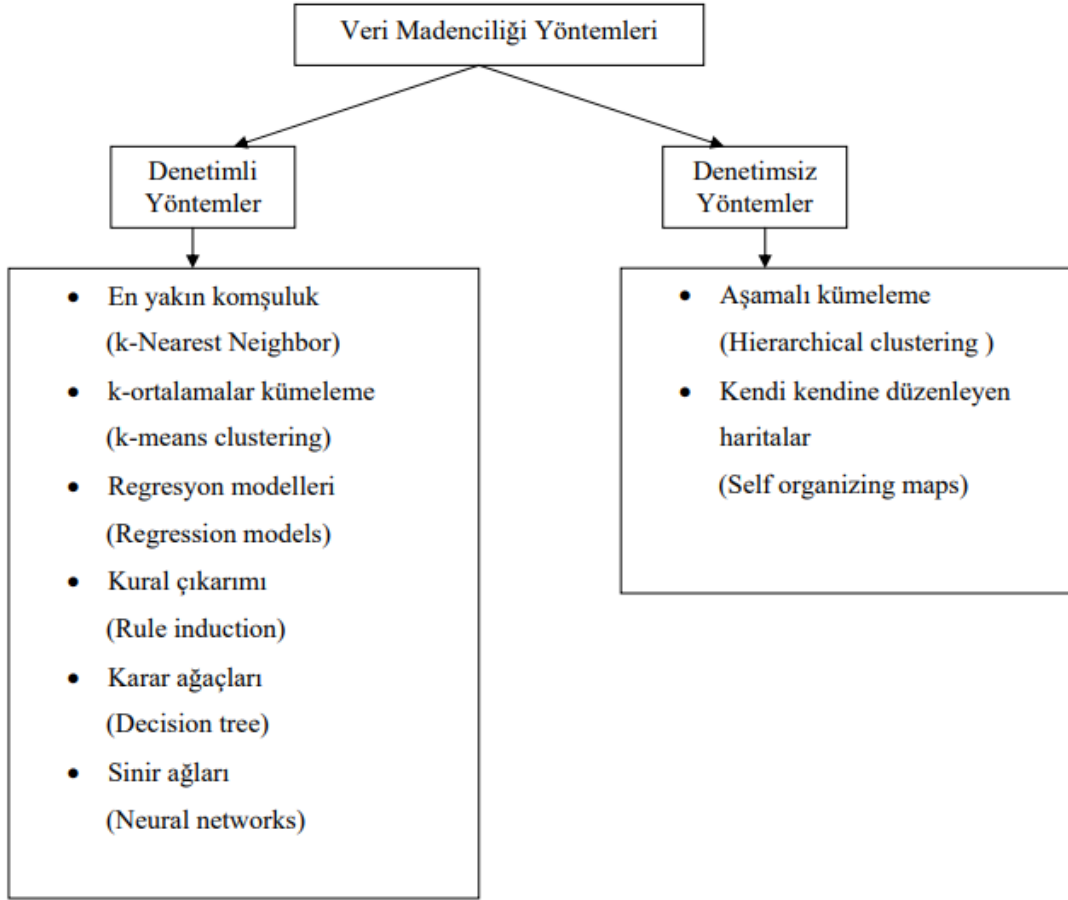 Veri Madenciliği Yöntemleri
Denetimli
Yöntemler
Denetimsiz
Yöntemler
• En yakın komşuluk
(k-Nearest Neighbor)
• k-ortalamalar kümeleme
(k-means clustering)
• Regresyon modelleri
(Regression models)
• Kural çıkarımı
(Rule induction)
• Karar ağaçları
(Decision tree)
• Sinir ağları
(Neural networks)
• Aşamalı kümeleme
(Hierarchical clustering )
• Kendi kendine düzenleyen
haritalar
(Self organizing maps)